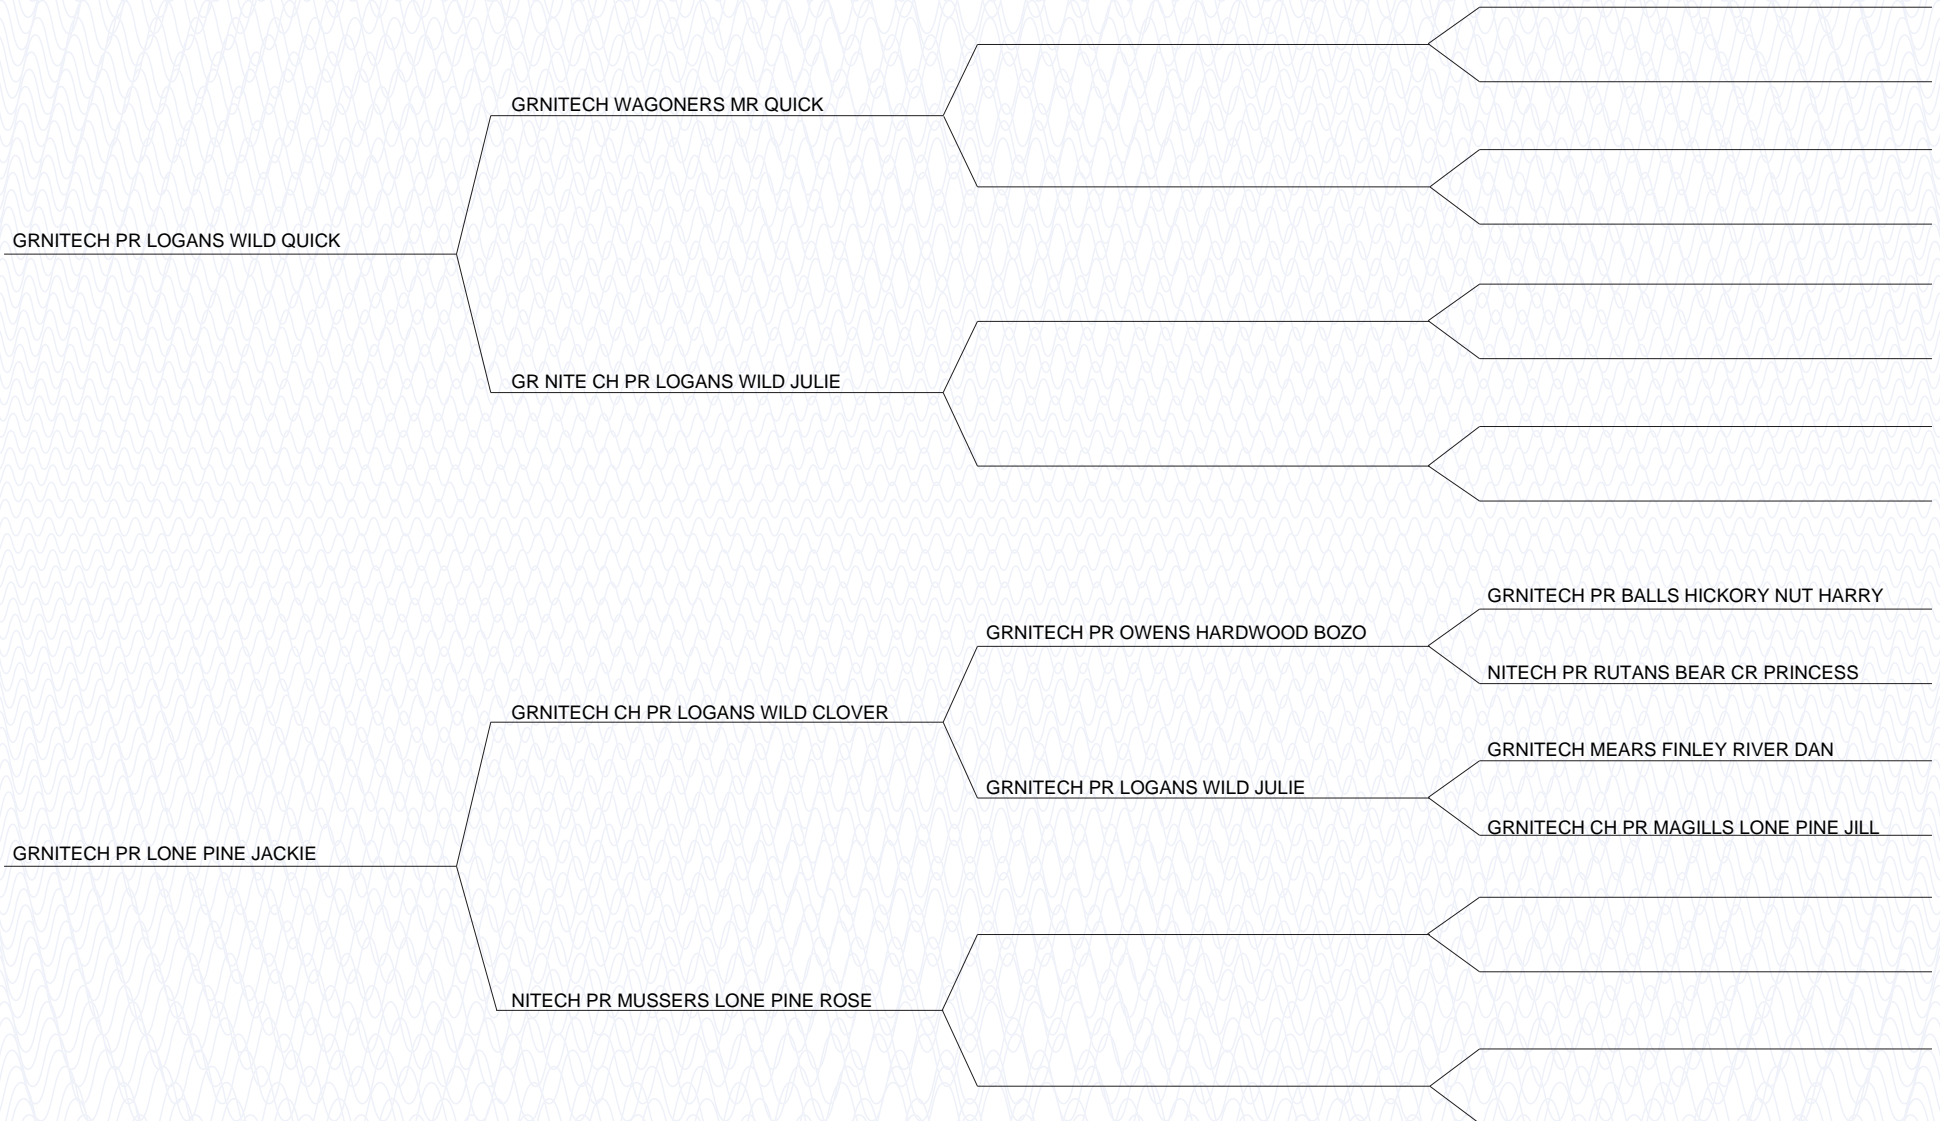 GRNITECH WAGONERS MR QUICK
GRNITECH PR LOGANS WILD QUICK
GR NITE CH PR LOGANS WILD JULIE
GRNITECH PR BALLS HICKORY NUT HARRY
GRNITECH PR OWENS HARDWOOD BOZO
NITECH PR RUTANS BEAR CR PRINCESS
GRNITECH CH PR LOGANS WILD CLOVER
GRNITECH MEARS FINLEY RIVER DAN
GRNITECH PR LOGANS WILD JULIE
GRNITECH CH PR MAGILLS LONE PINE JILL
GRNITECH PR LONE PINE JACKIE
NITECH PR MUSSERS LONE PINE ROSE